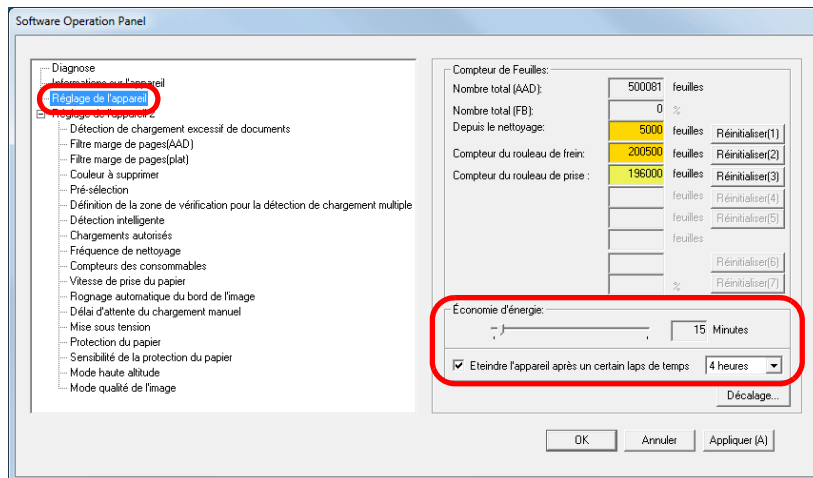 Software Operation Panel
Diagnose
Informations sur l'appareil
Réglage de l'appareil
Réglage de l'appareil 2
Détection de chargement excessif de documents
Filtre marge de pages(AAD)
Filtre marge de pages(plat)
Couleur à supprimer
Pré-sélection
Définition de la zone de vérification pour la détection de chargement multiple
Détection intelligente
Chargements autorisés
Fréquence de nettoyage
Compteurs des consommables
Vitesse de prise du papier
Rognage automatique du bord de l'image
Délai d'attente du chargement manuel
Mise sous tension
Protection du papier
Sensibilité de la protection du papier
Mode haute altitude
Mode qualité de l'image
Compteur de Feuilles:
Nombre total (AAD): 500081 feuilles
Nombre total (FB): 0 %
Depuis le nettoyage: 5000 feuilles Réinitialiser(1)
Compteur du rouleau de frein: 200500 feuilles Réinitialiser(2)
Compteur du rouleau de prise : 196000 feuilles Réinitialiser(3)
feuilles Réinitialiser(4)
feuilles Réinitialiser(5)
feuilles
Réinitialiser(6)
% Réinitialiser(7)
Économie d'énergie:
15 Minutes
Eteindre l'appareil après un certain laps de temps 4 heures
Décalage...
OK Annuler Appliquer (A)